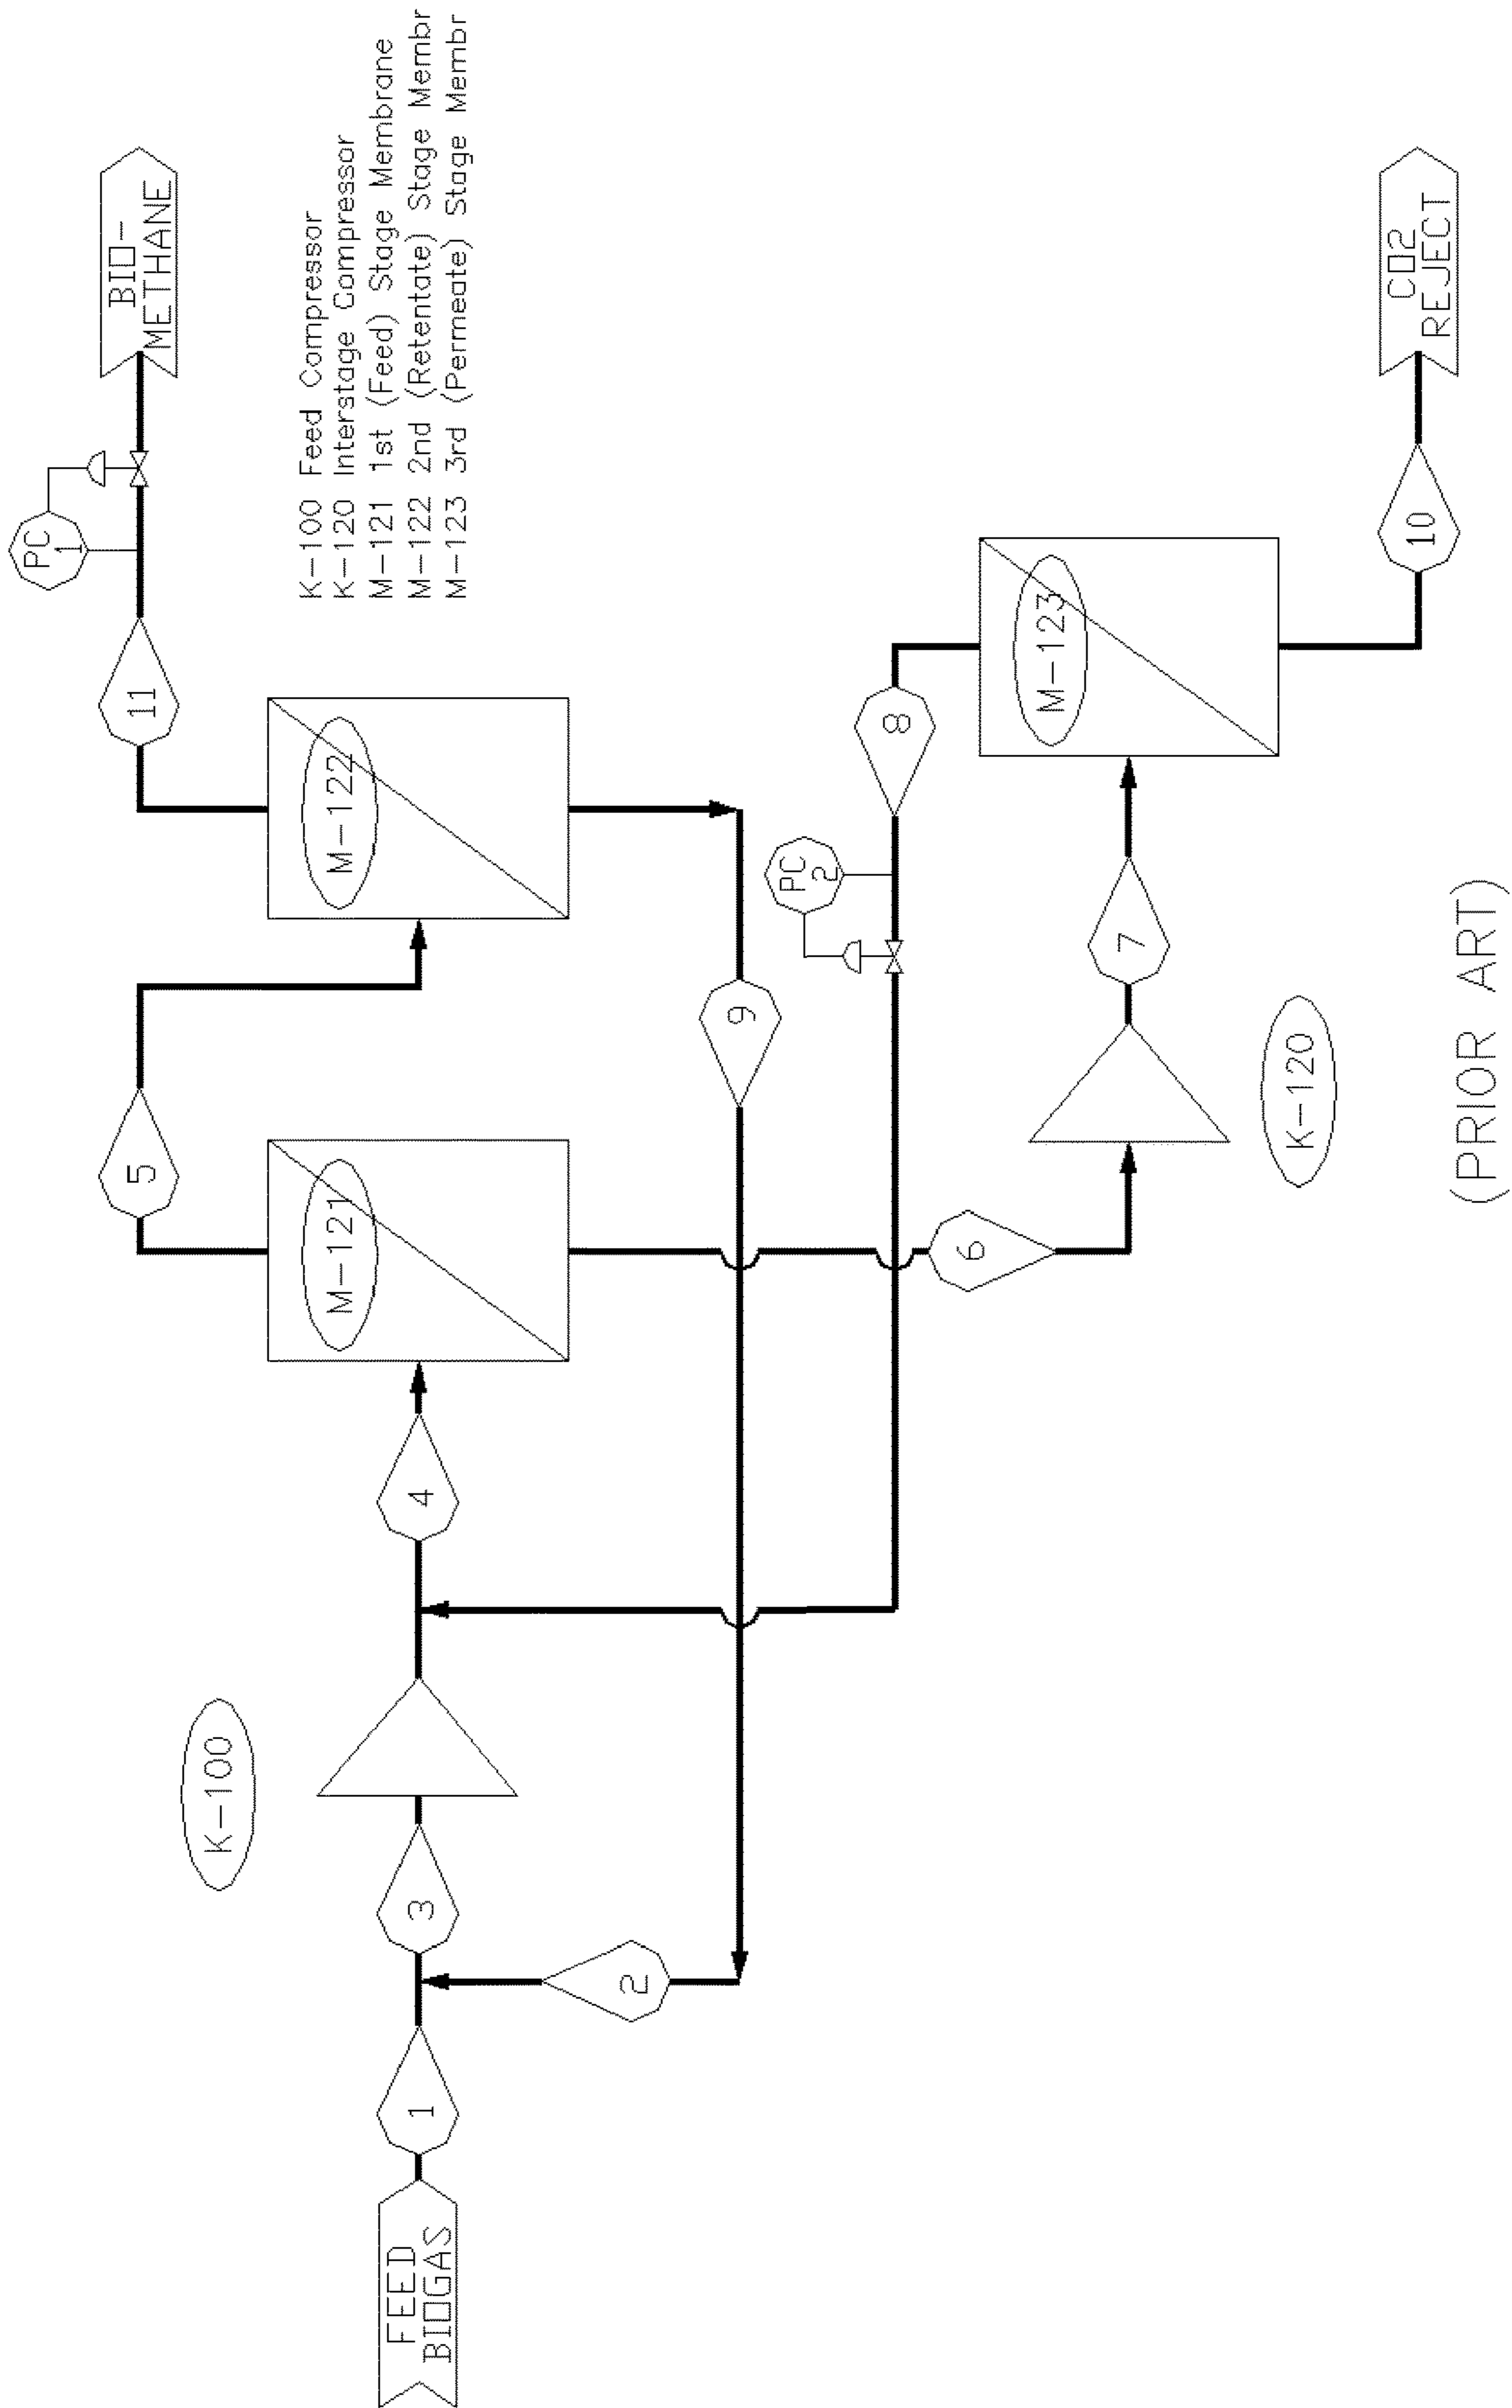 BIO-
METHANE
PC
1
11
5
K-100 Feed Compressor
K-120 Interstage Compressor
M-121 1st (Feed) Stage Membrane
M-122 2nd (Retentate) Stage Membr
M-123 3rd (Permeate) Stage Membr
K-100
M-121
M-122
FEED
BIOGAS
1
3
4
2
9
PC
2
8
6
7
M-123
K-120
CO2
REJECT
10
(PRIOR ART)